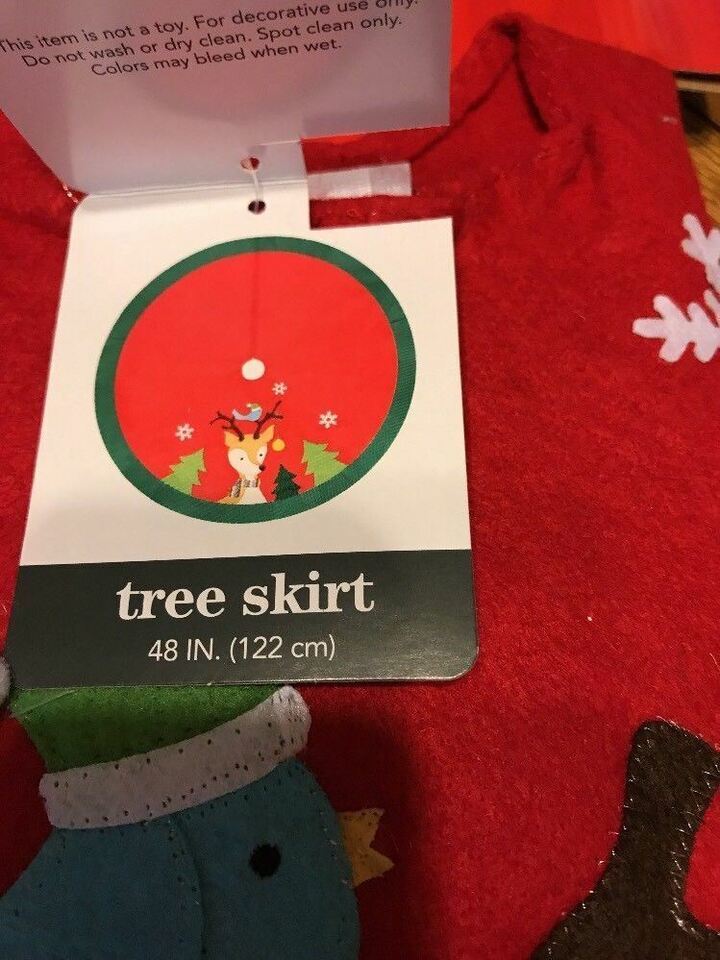 This item is not a toy. For decorative use only.
Do not wash or dry clean. Spot clean only.
Colors may bleed when wet.
tree skirt
48 IN. (122 cm)